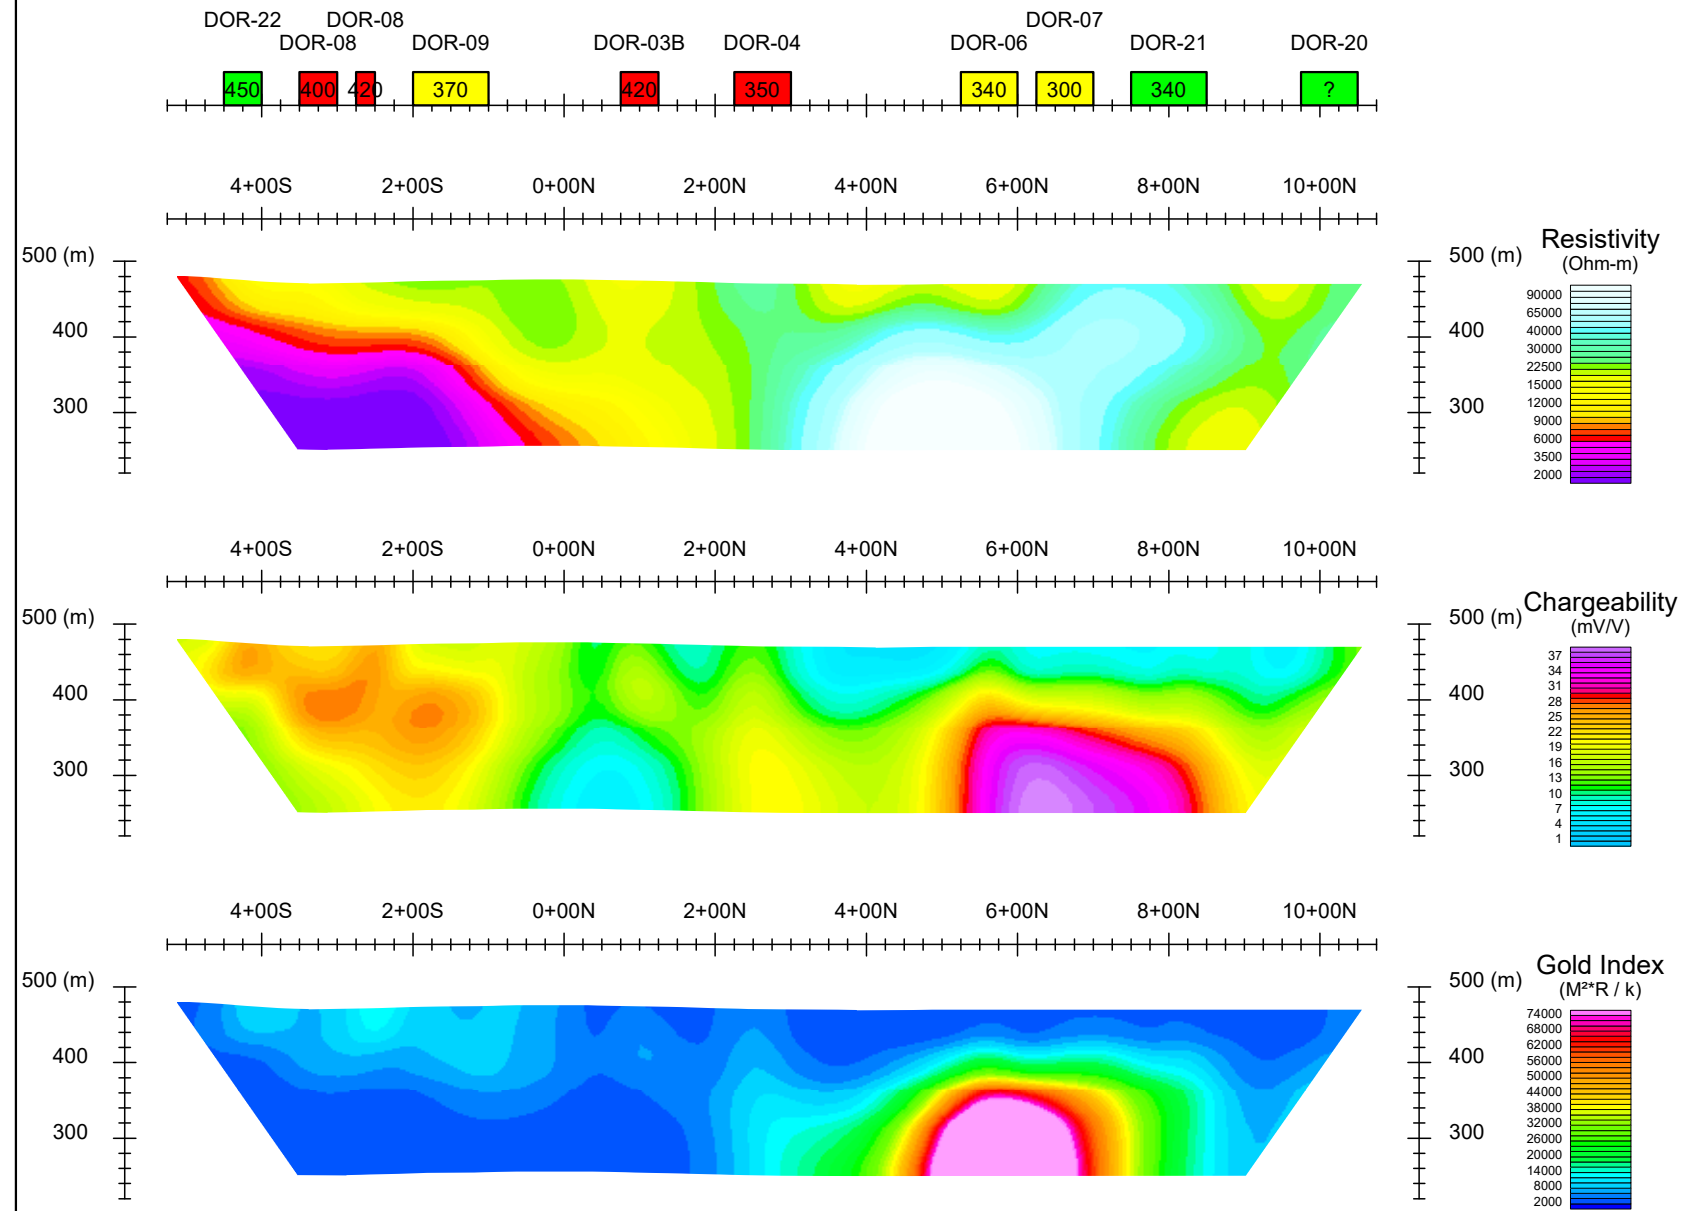 DOR-22 DOR-08 DOR-07
DOR-08 DOR-09 DOR-03B DOR-04 DOR-06 DOR-21 DOR-20
450 400 420 370 420 350 340 300 340 ?
4+00S 2+00S 0+00N 2+00N 4+00N 6+00N 8+00N 10+00N
500 (m) 500 (m)
400 400
300 300
Resistivity
(Ohm-m)
90000
65000
40000
30000
22500
15000
12000
9000
6000
3500
2000
4+00S 2+00S 0+00N 2+00N 4+00N 6+00N 8+00N 10+00N
500 (m) 500 (m)
400 400
300 300
Chargeability
(mV/V)
37
34
31
28
25
22
19
16
13
10
7
4
1
4+00S 2+00S 0+00N 2+00N 4+00N 6+00N 8+00N 10+00N
500 (m) 500 (m)
400 400
300 300
Gold Index
(M²*R / k)
74000
68000
62000
56000
50000
44000
38000
32000
26000
20000
14000
8000
2000